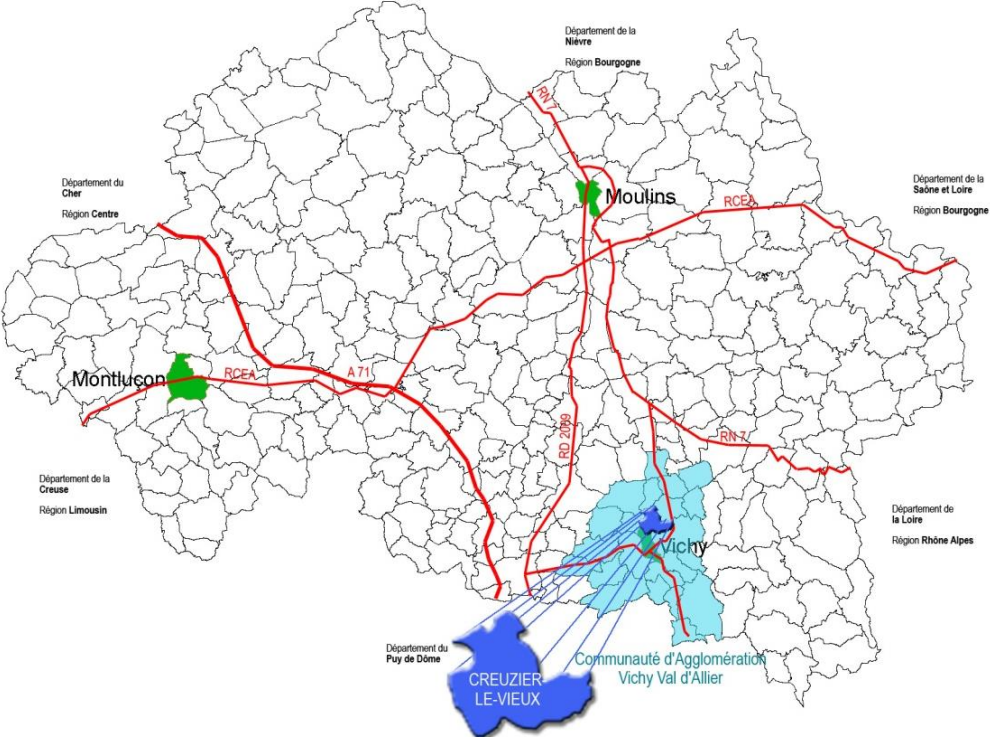 Département de la
Nièvre
Région Bourgogne
RN 7
Département du
Cher
Région Centre
Moulins
RCEA
Département de la
Saône et Loire
Région Bourgogne
Montluçon
RCEA
A 71
RD 2009
RN 7
Département de la
Creuse
Région Limousin
Vichy
Département de
la Loire
Région Rhône Alpes
Département du
Puy de Dôme
Communauté d'Agglomération
Vichy Val d'Allier
CREUZIER
LE-VIEUX